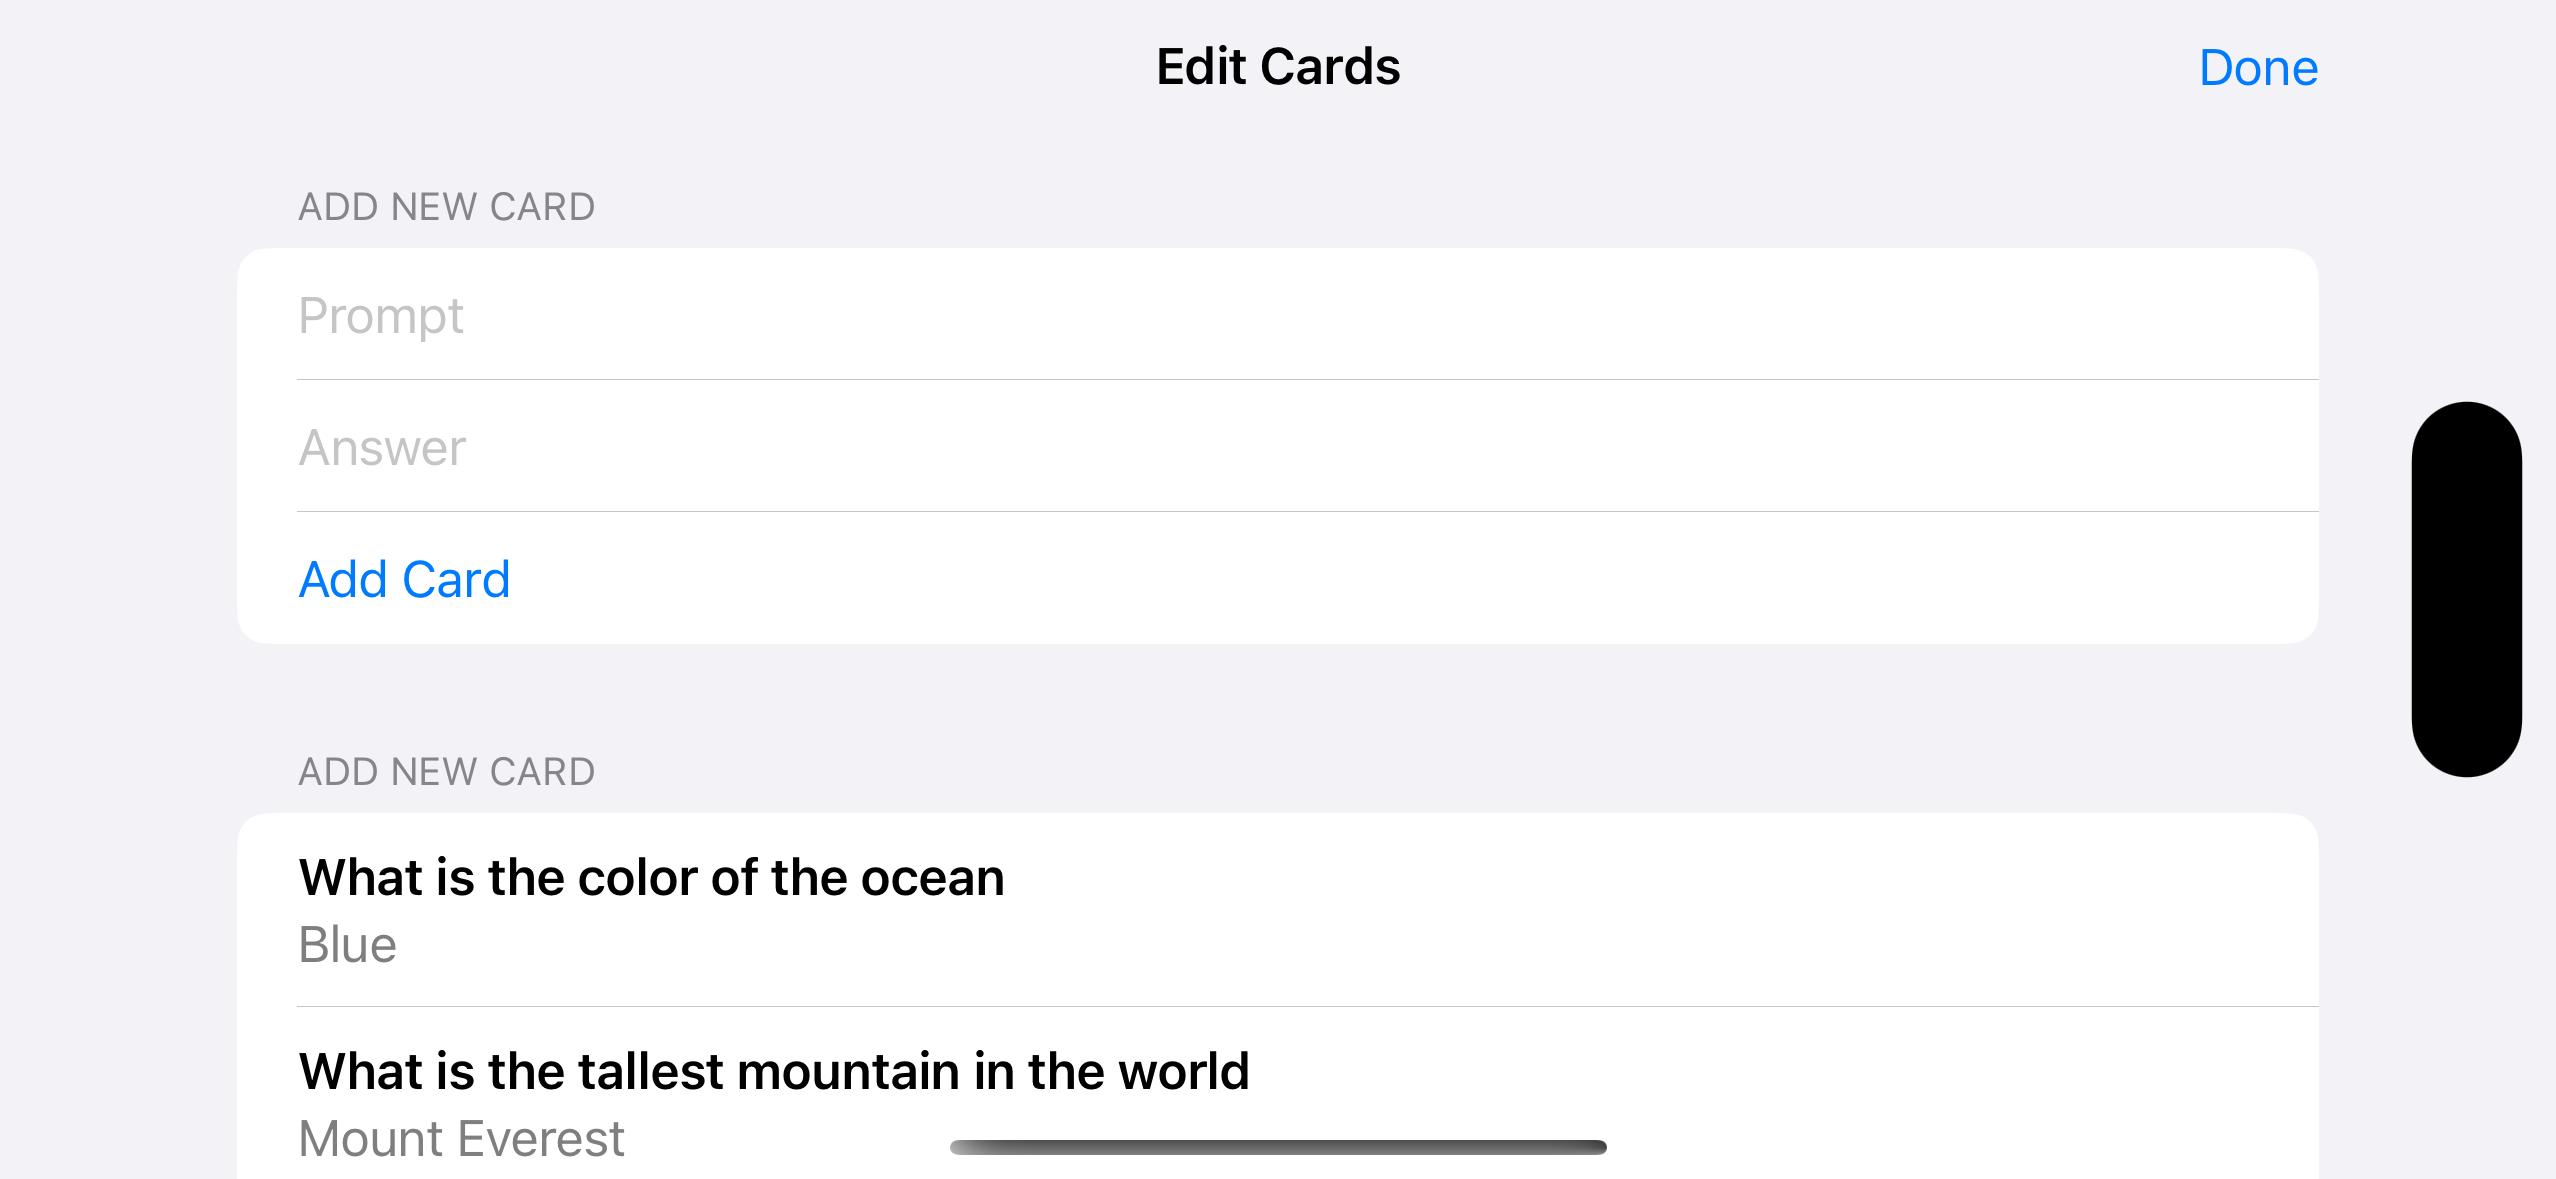 Edit Cards
Done
ADD NEW CARD
Prompt
Answer
Add Card
ADD NEW CARD
What is the color of the ocean
Blue
What is the tallest mountain in the world
Mount Everest